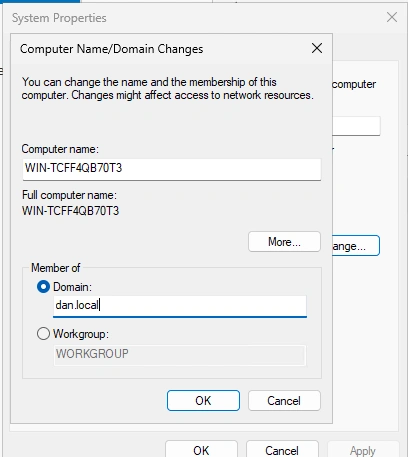 System Properties
Computer Name/Domain Changes
You can change the name and the membership of this
computer. Changes might affect access to network resources.
computer
Computer name:
WIN-TCFF4QB70T3
Full computer name:
WIN-TCFF4QB70T3
More...
ange...
Member of
Domain:
dan.local
Workgroup:
WORKGROUP
OK
Cancel
OK
Cancel
Apply